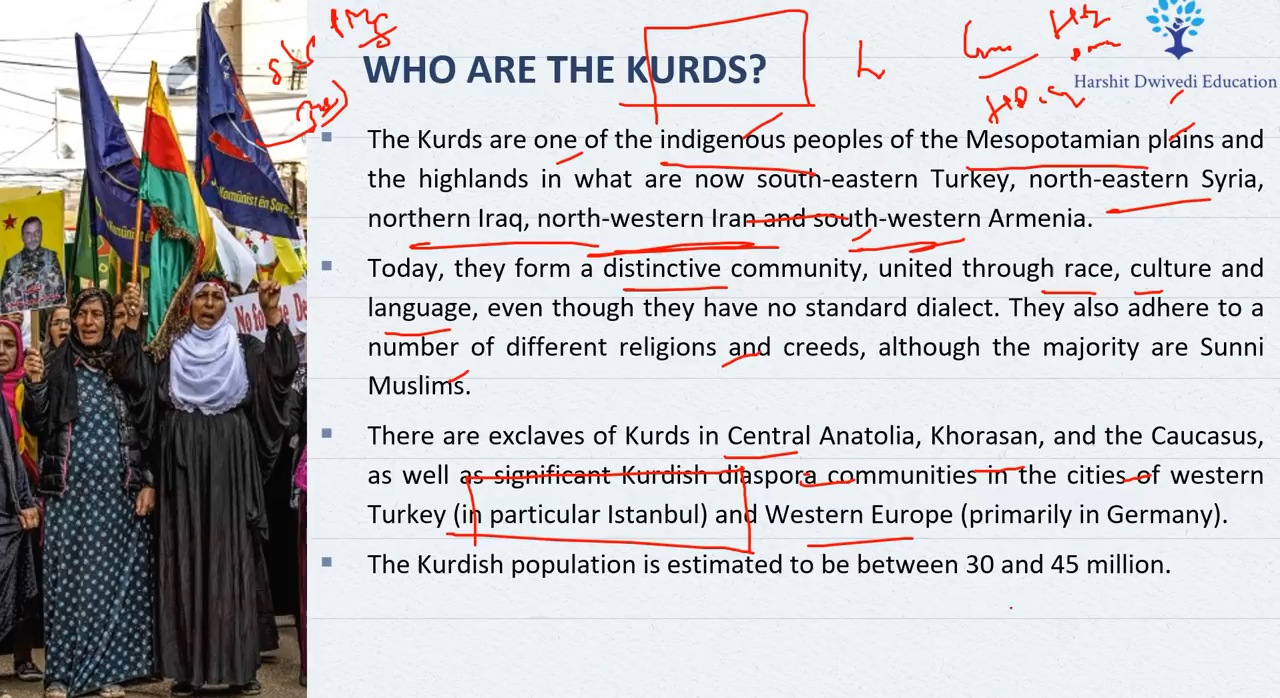 WHO ARE THE KURDS?
Harshit Dwivedi Education
The Kurds are one of the indigenous peoples of the Mesopotamian plains and
the highlands in what are now south-eastern Turkey, north-eastern Syria,
northern Iraq, north-western Iran and south-western Armenia.
Today, they form a distinctive community, united through race, culture and
language, even though they have no standard dialect. They also adhere to a
number of different religions and creeds, although the majority are Sunni
Muslims.
There are exclaves of Kurds in Central Anatolia, Khorasan, and the Caucasus,
as well as significant Kurdish diaspora communities in the cities of western
Turkey (in particular Istanbul) and Western Europe (primarily in Germany).
The Kurdish population is estimated to be between 30 and 45 million.